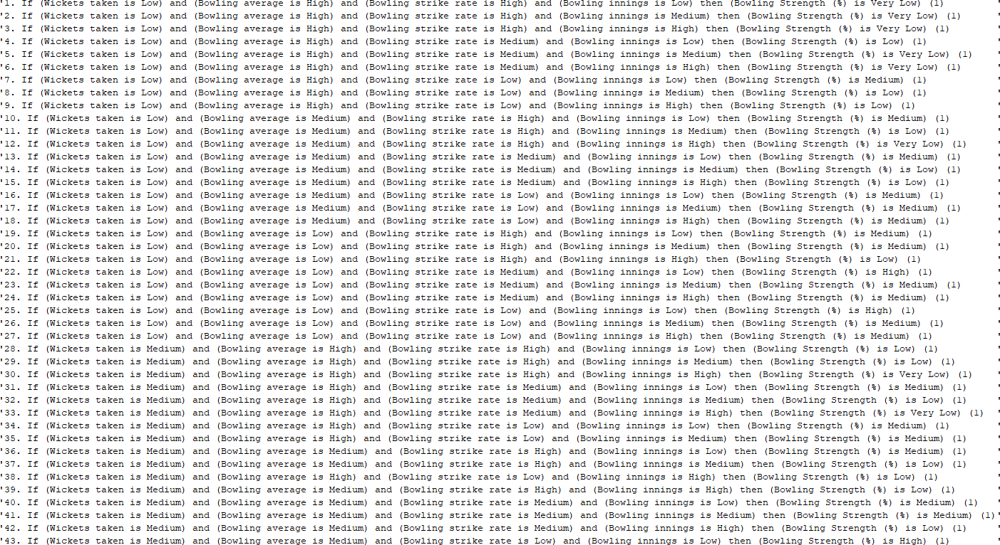 '1. If (Wickets taken is Low) and (Bowling average is High) and (Bowling strike rate is High) and (Bowling innings is Low) then (Bowling Strength (%) is Very Low) (1) '
'2. If (Wickets taken is Low) and (Bowling average is High) and (Bowling strike rate is High) and (Bowling innings is Medium) then (Bowling Strength (%) is Very Low) (1) '
'3. If (Wickets taken is Low) and (Bowling average is High) and (Bowling strike rate is High) and (Bowling innings is High) then (Bowling Strength (%) is Very Low) (1) '
'4. If (Wickets taken is Low) and (Bowling average is High) and (Bowling strike rate is Medium) and (Bowling innings is Low) then (Bowling Strength (%) is Low) (1) '
'5. If (Wickets taken is Low) and (Bowling average is High) and (Bowling strike rate is Medium) and (Bowling innings is Medium) then (Bowling Strength (%) is Very Low) (1) '
'6. If (Wickets taken is Low) and (Bowling average is High) and (Bowling strike rate is Medium) and (Bowling innings is High) then (Bowling Strength (%) is Very Low) (1) '
'7. If (Wickets taken is Low) and (Bowling average is High) and (Bowling strike rate is Low) and (Bowling innings is Low) then (Bowling Strength (%) is Medium) (1) '
'8. If (Wickets taken is Low) and (Bowling average is High) and (Bowling strike rate is Low) and (Bowling innings is Medium) then (Bowling Strength (%) is Low) (1) '
'9. If (Wickets taken is Low) and (Bowling average is High) and (Bowling strike rate is Low) and (Bowling innings is High) then (Bowling Strength (%) is Low) (1) '
'10. If (Wickets taken is Low) and (Bowling average is Medium) and (Bowling strike rate is High) and (Bowling innings is Low) then (Bowling Strength (%) is Medium) (1) '
'11. If (Wickets taken is Low) and (Bowling average is Medium) and (Bowling strike rate is High) and (Bowling innings is Medium) then (Bowling Strength (%) is Low) (1) '
'12. If (Wickets taken is Low) and (Bowling average is Medium) and (Bowling strike rate is High) and (Bowling innings is High) then (Bowling Strength (%) is Very Low) (1) '
'13. If (Wickets taken is Low) and (Bowling average is Medium) and (Bowling strike rate is Medium) and (Bowling innings is Low) then (Bowling Strength (%) is Medium) (1) '
'14. If (Wickets taken is Low) and (Bowling average is Medium) and (Bowling strike rate is Medium) and (Bowling innings is Medium) then (Bowling Strength (%) is Low) (1) '
'15. If (Wickets taken is Low) and (Bowling average is Medium) and (Bowling strike rate is Medium) and (Bowling innings is High) then (Bowling Strength (%) is Low) (1) '
'16. If (Wickets taken is Low) and (Bowling average is Medium) and (Bowling strike rate is Low) and (Bowling innings is Low) then (Bowling Strength (%) is Medium) (1) '
'17. If (Wickets taken is Low) and (Bowling average is Medium) and (Bowling strike rate is Low) and (Bowling innings is Medium) then (Bowling Strength (%) is Medium) (1) '
'18. If (Wickets taken is Low) and (Bowling average is Medium) and (Bowling strike rate is Low) and (Bowling innings is High) then (Bowling Strength (%) is Medium) (1) '
'19. If (Wickets taken is Low) and (Bowling average is Low) and (Bowling strike rate is High) and (Bowling innings is Low) then (Bowling Strength (%) is Medium) (1) '
'20. If (Wickets taken is Low) and (Bowling average is Low) and (Bowling strike rate is High) and (Bowling innings is Medium) then (Bowling Strength (%) is Medium) (1) '
'21. If (Wickets taken is Low) and (Bowling average is Low) and (Bowling strike rate is High) and (Bowling innings is High) then (Bowling Strength (%) is Low) (1) '
'22. If (Wickets taken is Low) and (Bowling average is Low) and (Bowling strike rate is Medium) and (Bowling innings is Low) then (Bowling Strength (%) is High) (1) '
'23. If (Wickets taken is Low) and (Bowling average is Low) and (Bowling strike rate is Medium) and (Bowling innings is Medium) then (Bowling Strength (%) is Medium) (1) '
'24. If (Wickets taken is Low) and (Bowling average is Low) and (Bowling strike rate is Medium) and (Bowling innings is High) then (Bowling Strength (%) is Medium) (1) '
'25. If (Wickets taken is Low) and (Bowling average is Low) and (Bowling strike rate is Low) and (Bowling innings is Low) then (Bowling Strength (%) is High) (1) '
'26. If (Wickets taken is Low) and (Bowling average is Low) and (Bowling strike rate is Low) and (Bowling innings is Medium) then (Bowling Strength (%) is Medium) (1) '
'27. If (Wickets taken is Low) and (Bowling average is Low) and (Bowling strike rate is Low) and (Bowling innings is High) then (Bowling Strength (%) is Medium) (1) '
'28. If (Wickets taken is Medium) and (Bowling average is High) and (Bowling strike rate is High) and (Bowling innings is Low) then (Bowling Strength (%) is Low) (1) '
'29. If (Wickets taken is Medium) and (Bowling average is High) and (Bowling strike rate is High) and (Bowling innings is Medium) then (Bowling Strength (%) is Low) (1) '
'30. If (Wickets taken is Medium) and (Bowling average is High) and (Bowling strike rate is High) and (Bowling innings is High) then (Bowling Strength (%) is Very Low) (1) '
'31. If (Wickets taken is Medium) and (Bowling average is High) and (Bowling strike rate is Medium) and (Bowling innings is Low) then (Bowling Strength (%) is Medium) (1) '
'32. If (Wickets taken is Medium) and (Bowling average is High) and (Bowling strike rate is Medium) and (Bowling innings is Medium) then (Bowling Strength (%) is Low) (1) '
'33. If (Wickets taken is Medium) and (Bowling average is High) and (Bowling strike rate is Medium) and (Bowling innings is High) then (Bowling Strength (%) is Very Low) (1) '
'34. If (Wickets taken is Medium) and (Bowling average is High) and (Bowling strike rate is Low) and (Bowling innings is Low) then (Bowling Strength (%) is Medium) (1) '
'35. If (Wickets taken is Medium) and (Bowling average is High) and (Bowling strike rate is Low) and (Bowling innings is Medium) then (Bowling Strength (%) is Medium) (1) '
'36. If (Wickets taken is Medium) and (Bowling average is Medium) and (Bowling strike rate is High) and (Bowling innings is Low) then (Bowling Strength (%) is Medium) (1) '
'37. If (Wickets taken is Medium) and (Bowling average is Medium) and (Bowling strike rate is High) and (Bowling innings is Medium) then (Bowling Strength (%) is Low) (1) '
'38. If (Wickets taken is Medium) and (Bowling average is High) and (Bowling strike rate is Low) and (Bowling innings is High) then (Bowling Strength (%) is Low) (1) '
'39. If (Wickets taken is Medium) and (Bowling average is Medium) and (Bowling strike rate is High) and (Bowling innings is High) then (Bowling Strength (%) is Low) (1) '
'40. If (Wickets taken is Medium) and (Bowling average is Medium) and (Bowling strike rate is Medium) and (Bowling innings is Low) then (Bowling Strength (%) is Medium) (1) '
'41. If (Wickets taken is Medium) and (Bowling average is Medium) and (Bowling strike rate is Medium) and (Bowling innings is Medium) then (Bowling Strength (%) is Medium) (1)'
'42. If (Wickets taken is Medium) and (Bowling average is Medium) and (Bowling strike rate is Medium) and (Bowling innings is High) then (Bowling Strength (%) is Low) (1) '
'43. If (Wickets taken is Medium) and (Bowling average is Medium) and (Bowling strike rate is Low) and (Bowling innings is Low) then (Bowling Strength (%) is High) (1) '